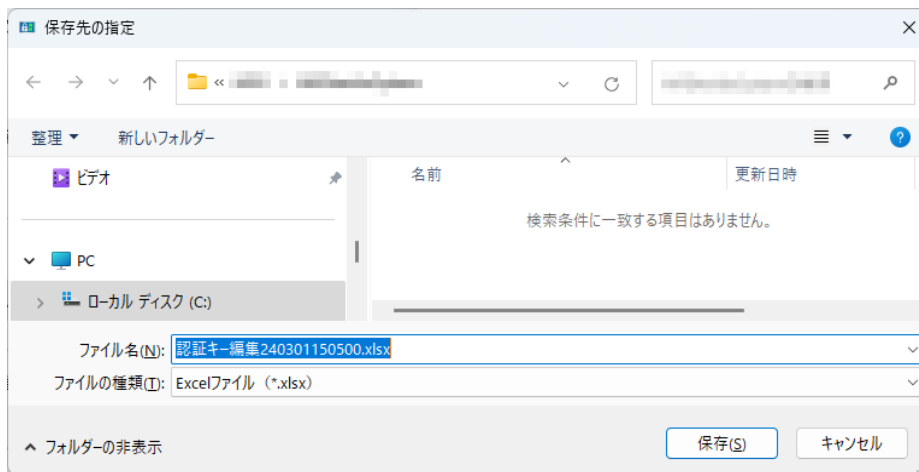 保存先の指定
«
整理 新しいフォルダー
ビデオ
PC
ローカル ディスク (C:)
名前 更新日時
検索条件に一致する項目はありません。
ファイル名(N): 認証キー編集240301150500.xlsx
ファイルの種類(T): Excelファイル (*.xlsx)
フォルダーの非表示 保存(S) キャンセル